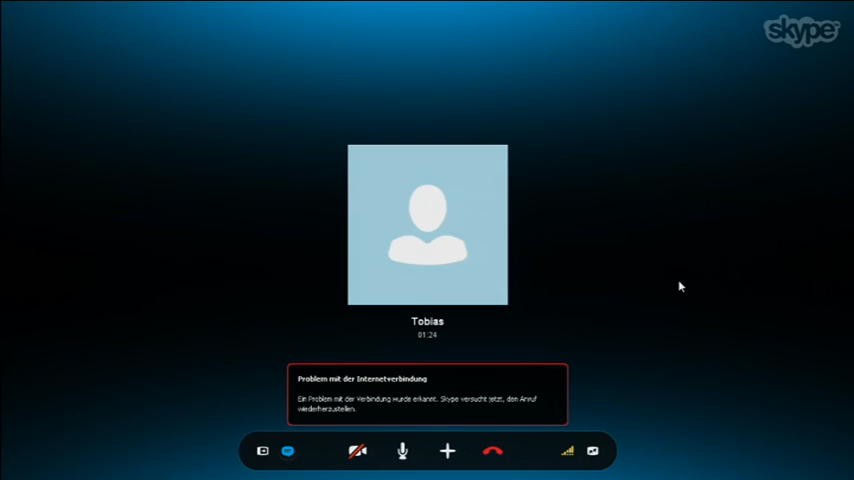 skype
Tobias
01:24
Problem mit der Internetverbindung
Ein Problem mit der Verbindung wurde erkannt. Skype versucht jetzt, den Anruf
wiederherzustellen.